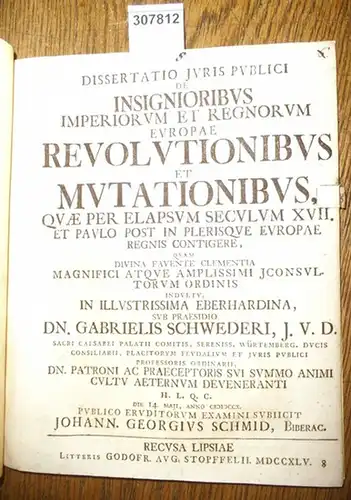 307812
DISSERTATIO JVRIS PVBLICI
DE
INSIGNIORIBVS
IMPERIORVM ET REGNORVM
EVROPAE
REVOLVTIONIBVS
ET
MVTATIONIBVS,
QVÆ PER ELAPSVM SECVLVM XVII.
ET PAVLO POST IN PLERISQVE EVROPAE
REGNIS CONTIGERE,
QVAM
DIVINA FAVENTE CLEMENTIA
MAGNIFICI ATQVE AMPLISSIMI JCONSVL-
TORVM ORDINIS
INDVLTV,
IN ILLVSTRISSIMA EBERHARDINA,
SVB PRAESIDIO
DN. GABRIELIS SCHWEDERI, J. V. D.
SACRI CAESAREI PALATII COMITIS, SERENISS. WÜRTEMBERG. DVCIS
CONSILIARII, PLACITORVM FEVDALIVM ET JVRIS PVBLICI
PROFESSORIS ORDINARII,
DN. PATRONI AC PRAECEPTORIS SVI SVMMO ANIMI
CVLTV AETERNVM DEVENERANTI
H. L. Q. C.
DIE 14. MAJI, ANNO
PVBLICO ERVDITORVM EXAMINI SVBIICIT
JOHANN. GEORGIVS SCHMID, BIBERAC.
RECVSA LIPSIAE
LITTERIS GODOFR. AVG. STOPFFELII. MDCCXLV. 8